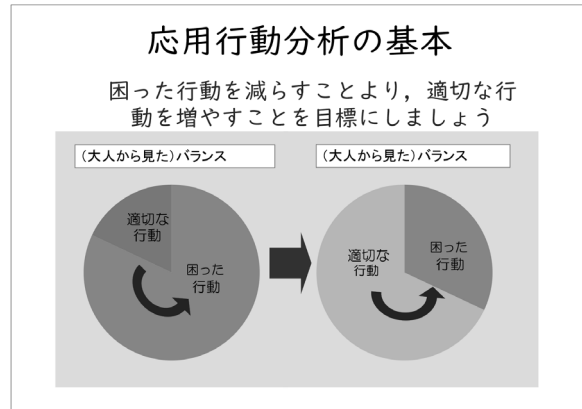 応用行動分析の基本
困った行動を減らすことより，適切な行
動を増やすことを目標にしましょう
(大人から見た)バランス
(大人から見た)バランス
適切な
行動
困った
行動
適切な
行動
困った
行動